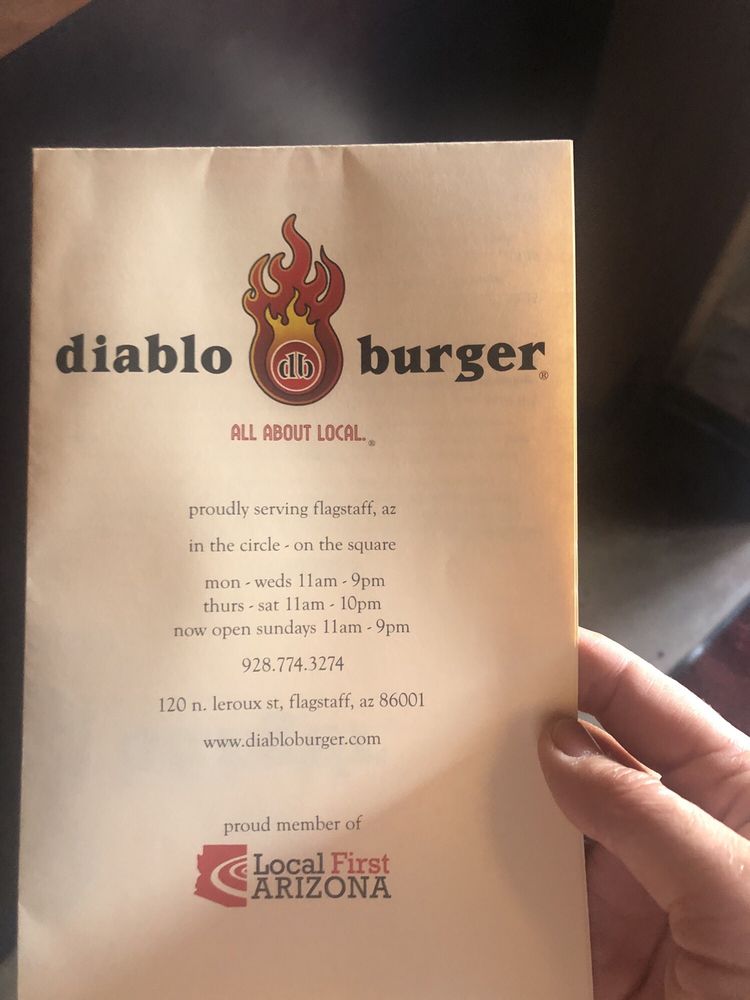 diablo db burger®
ALL ABOUT LOCAL.®
proudly serving flagstaff, az
in the circle - on the square
mon - weds 11am - 9pm
thurs - sat 11am - 10pm
now open sundays 11am - 9pm
928.774.3274
120 n. leroux st, flagstaff, az 86001
www.diabloburger.com
proud member of
Local First
ARIZONA